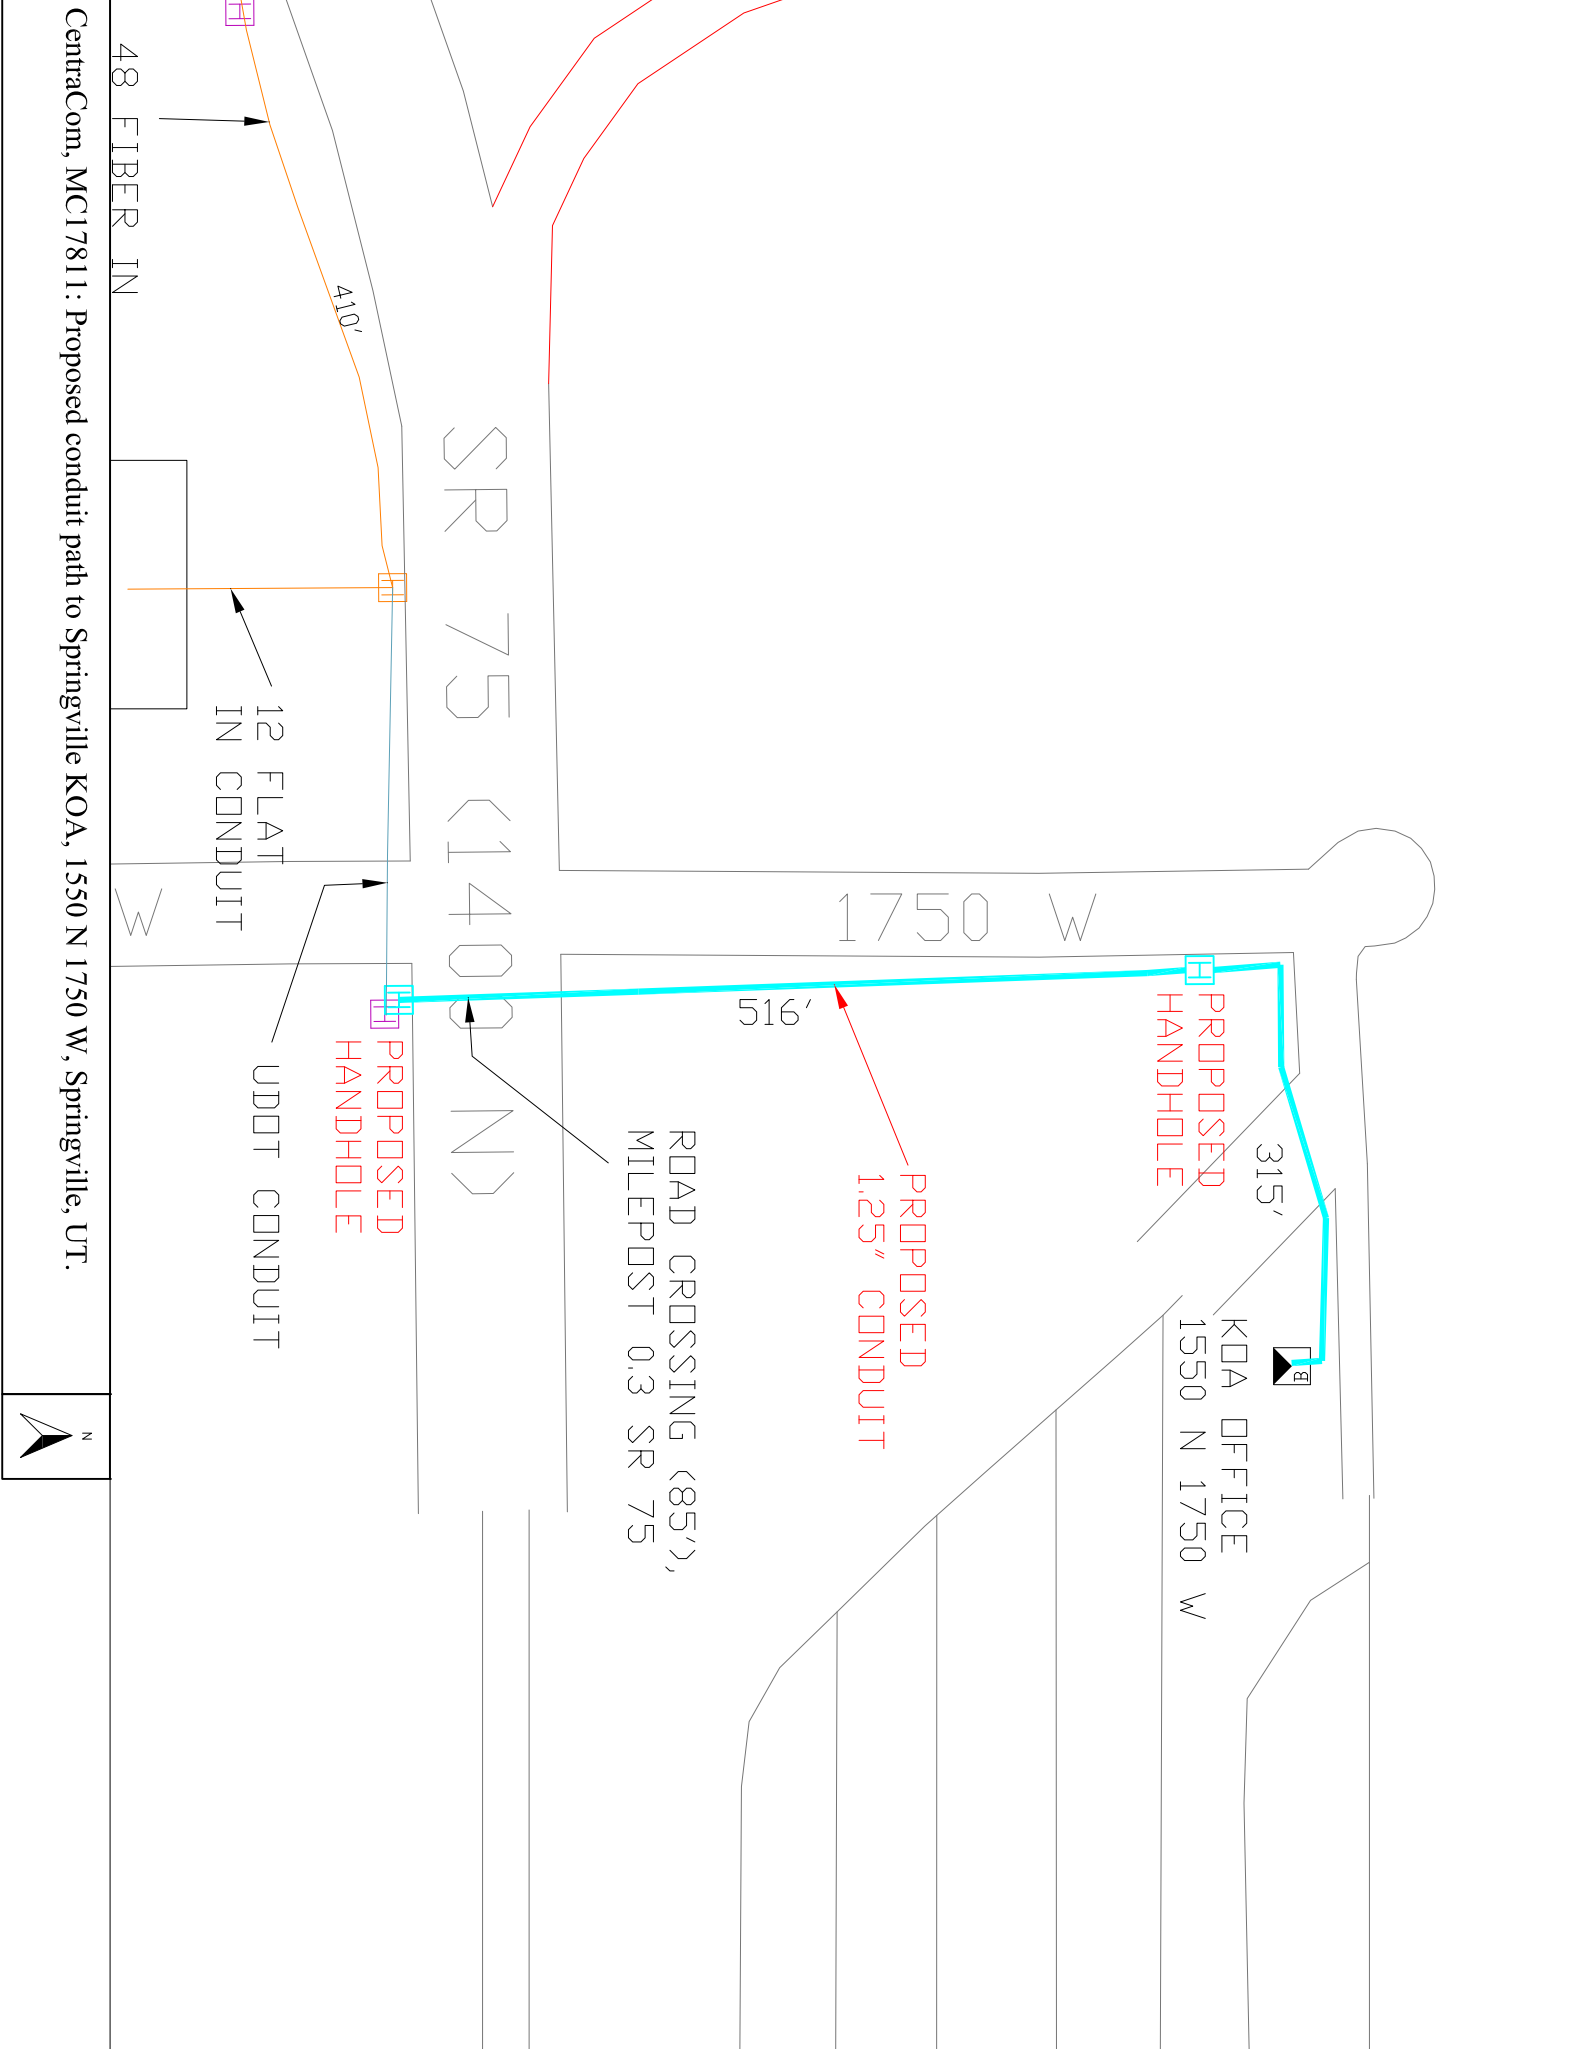 KOA OFFICE
1550 N 1750 W
B
315'
PROPOSED
HANDHOLE
H
1750 W
PROPOSED
1.25" CONDUIT
516'
ROAD CROSSING (85'),
MILEPOST 0.3 SR 75
SR 75 (1400 N)
410'
H
H
H
PROPOSED
HANDHOLE
12 FLAT
IN CONDUIT
UDOT CONDUIT
H
48 FIBER IN
W
CentraCom, MC17811: Proposed conduit path to Springville KOA, 1550 N 1750 W, Springville, UT.
N